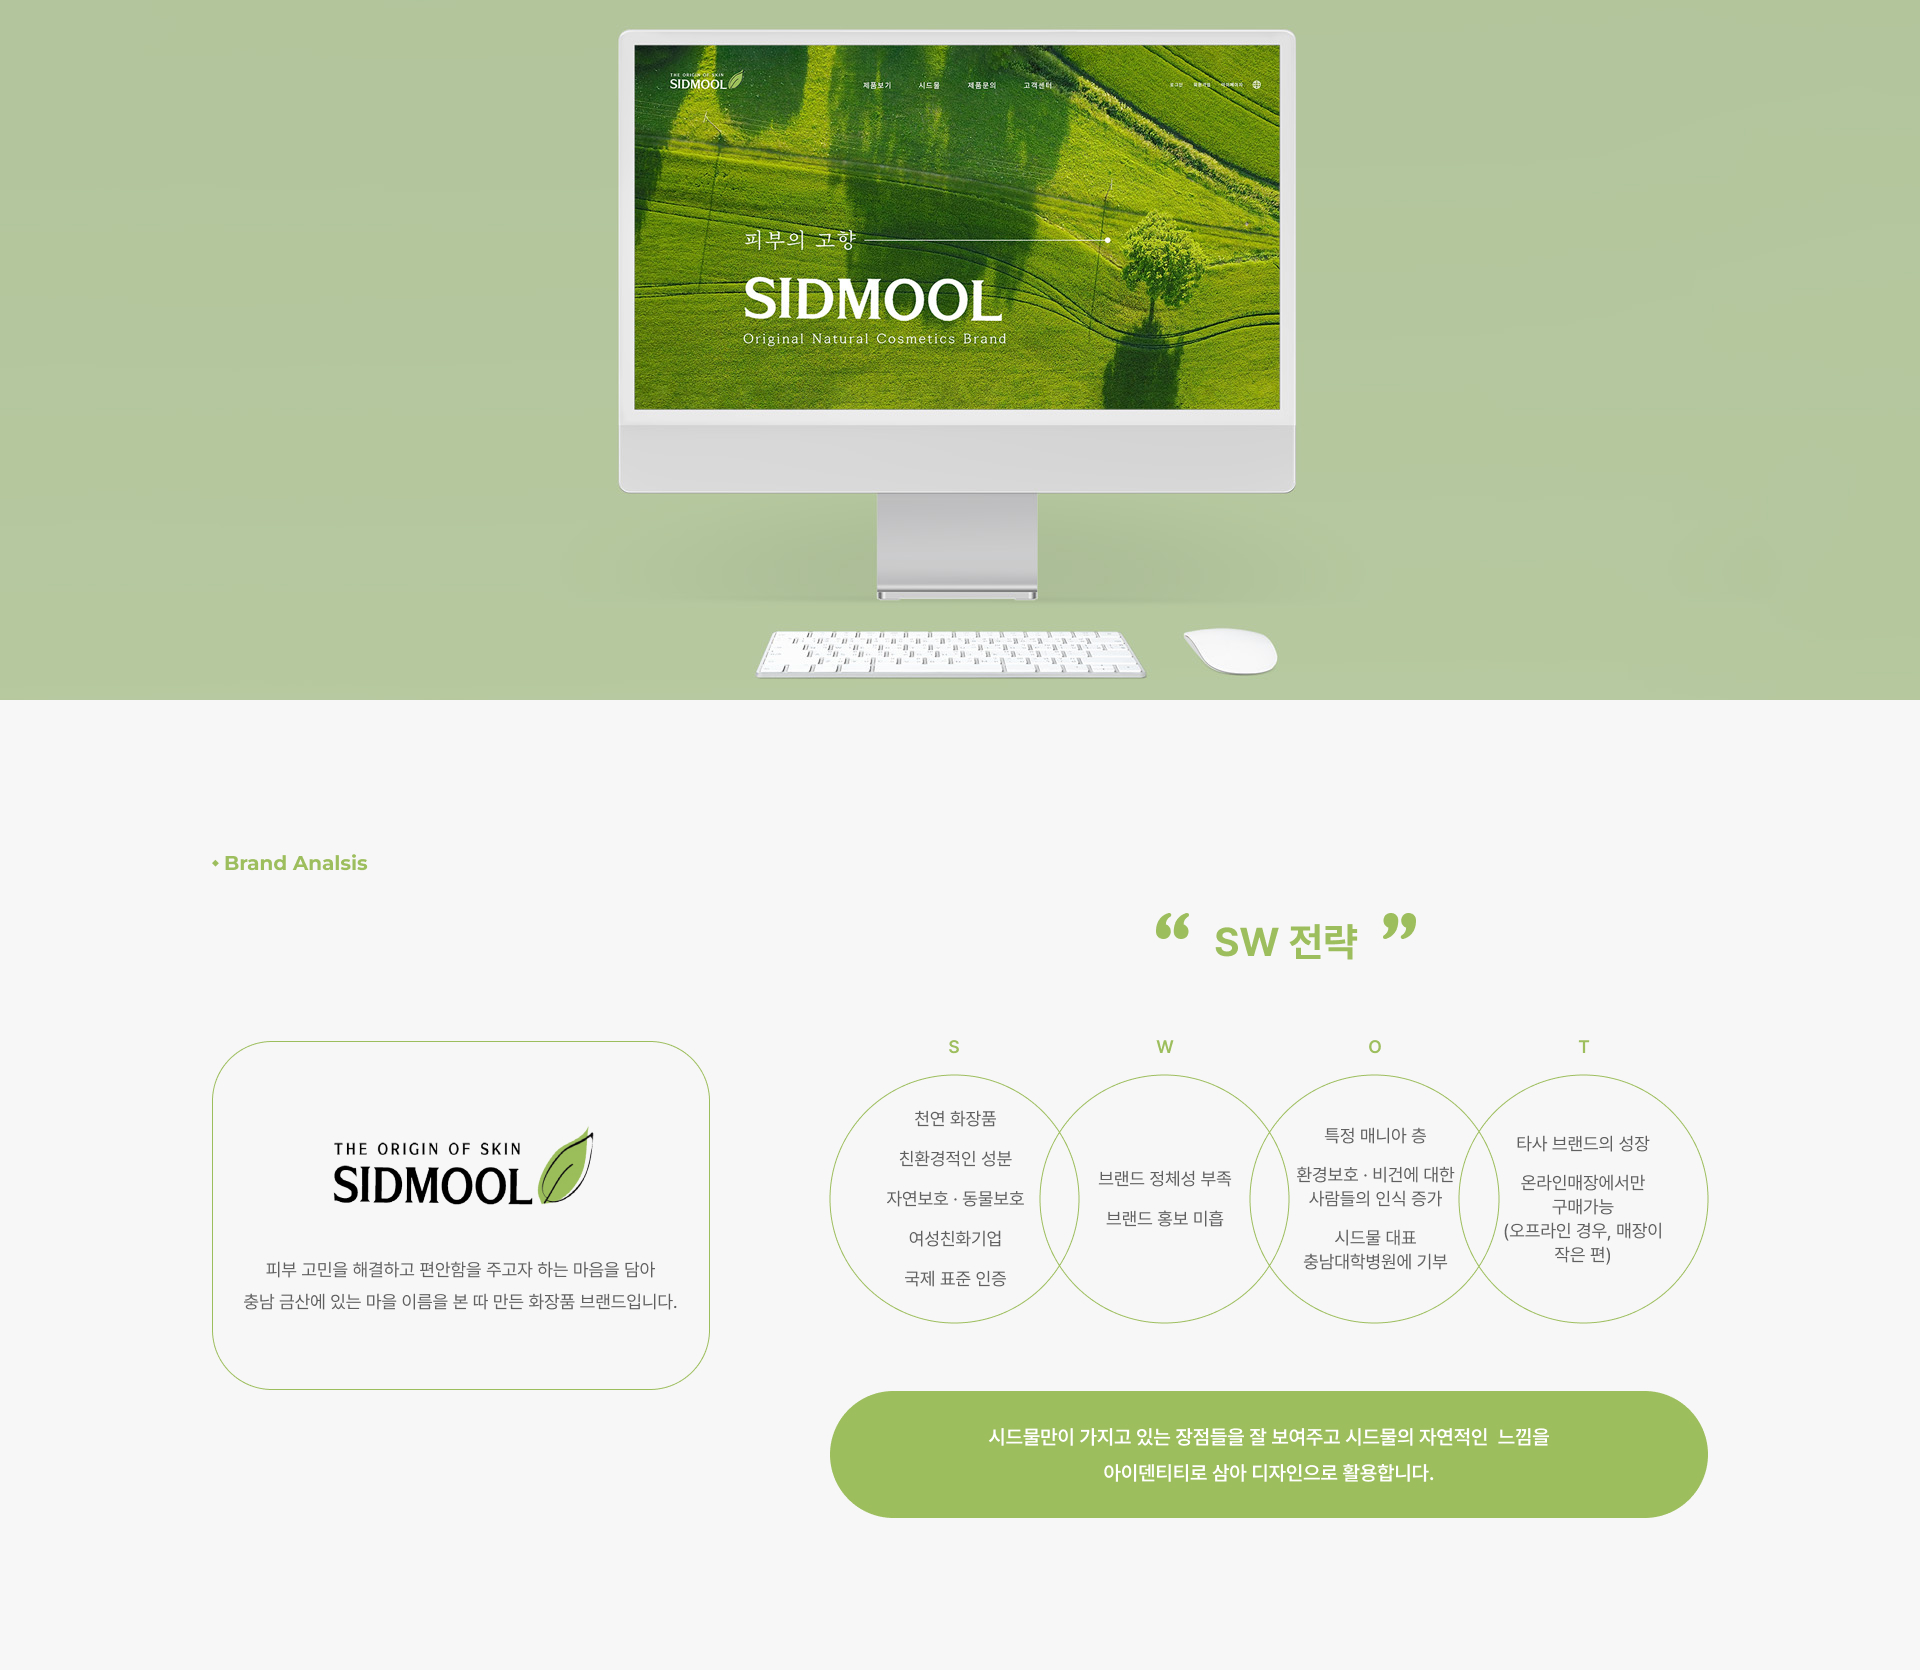 THE ORIGIN OF SKIN
SIDMOOL
제품보기 시드물 제품문의 고객센터
로그인 회원가입 마이페이지
피부의 고향
SIDMOOL
Original Natural Cosmetics Brand
Brand Analsis
“ SW 전략 ”
THE ORIGIN OF SKIN
SIDMOOL
피부 고민을 해결하고 편안함을 주고자 하는 마음을 담아
충남 금산에 있는 마을 이름을 본 따 만든 화장품 브랜드입니다.
S
천연 화장품
친환경적인 성분
자연보호 · 동물보호
여성친화기업
국제 표준 인증
W
브랜드 정체성 부족
브랜드 홍보 미흡
O
특정 매니아 층
환경보호 · 비건에 대한
사람들의 인식 증가
시드물 대표
충남대학병원에 기부
T
타사 브랜드의 성장
온라인매장에서만
구매가능
(오프라인 경우, 매장이
작은 편)
시드물만이 가지고 있는 장점들을 잘 보여주고 시드물의 자연적인 느낌을
아이덴티티로 삼아 디자인으로 활용합니다.